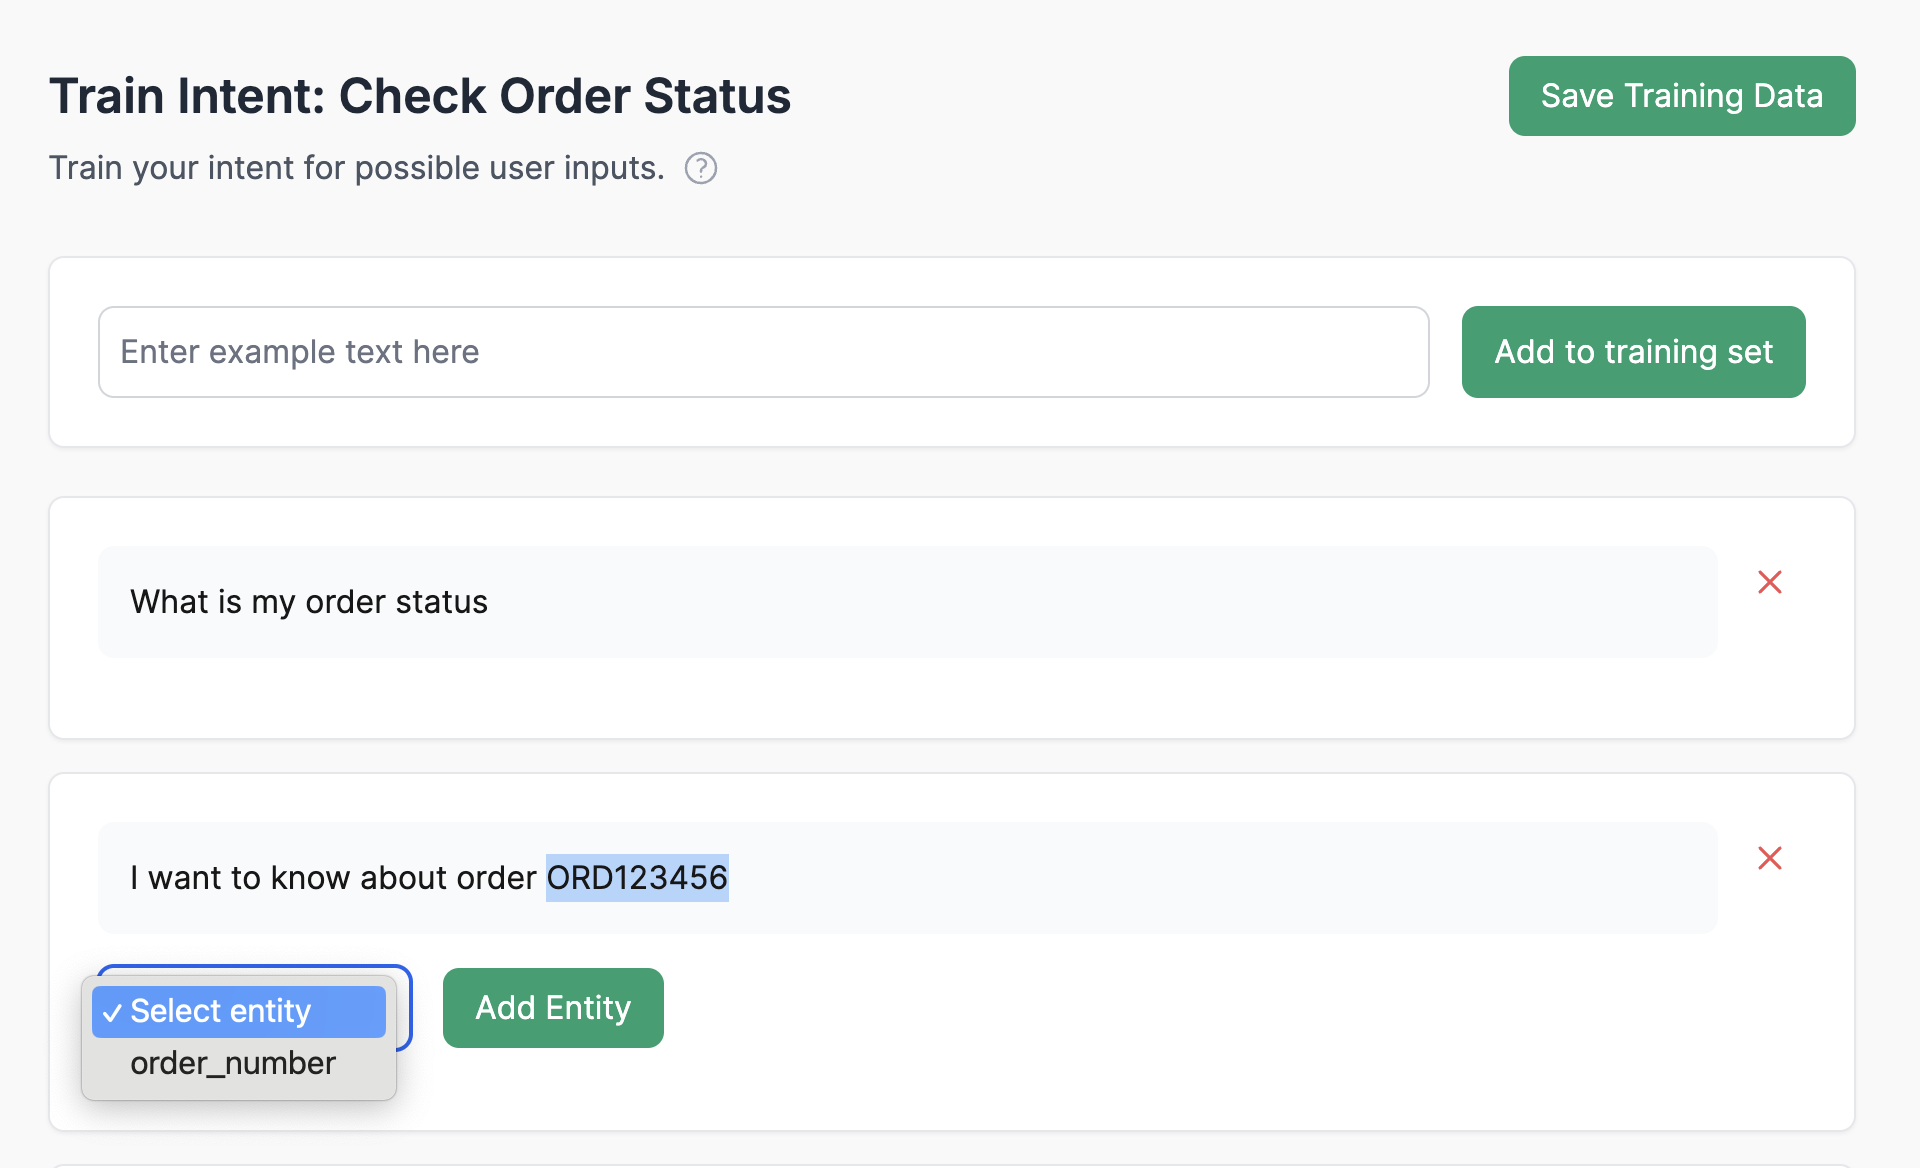 Train Intent: Check Order Status
Save Training Data
Train your intent for possible user inputs. ?
Enter example text here
Add to training set
What is my order status
I want to know about order ORD123456
✓ Select entity
order_number
Add Entity